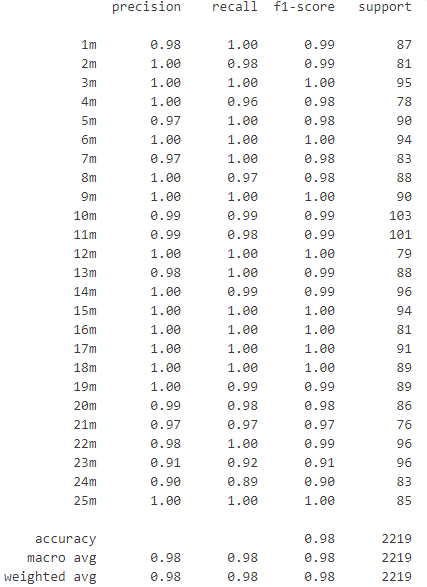 precision recall f1-score support
1m 0.98 1.00 0.99 87
2m 1.00 0.98 0.99 81
3m 1.00 1.00 1.00 95
4m 1.00 0.96 0.98 78
5m 0.97 1.00 0.98 90
6m 1.00 1.00 1.00 94
7m 0.97 1.00 0.98 83
8m 1.00 0.97 0.98 88
9m 1.00 1.00 1.00 90
10m 0.99 0.99 0.99 103
11m 0.99 0.98 0.99 101
12m 1.00 1.00 1.00 79
13m 0.98 1.00 0.99 88
14m 1.00 0.99 0.99 96
15m 1.00 1.00 1.00 94
16m 1.00 1.00 1.00 81
17m 1.00 1.00 1.00 91
18m 1.00 1.00 1.00 89
19m 1.00 0.99 0.99 89
20m 0.99 0.98 0.98 86
21m 0.97 0.97 0.97 76
22m 0.98 1.00 0.99 96
23m 0.91 0.92 0.91 96
24m 0.90 0.89 0.90 83
25m 1.00 1.00 1.00 85
accuracy 0.98 2219
macro avg 0.98 0.98 0.98 2219
weighted avg 0.98 0.98 0.98 2219